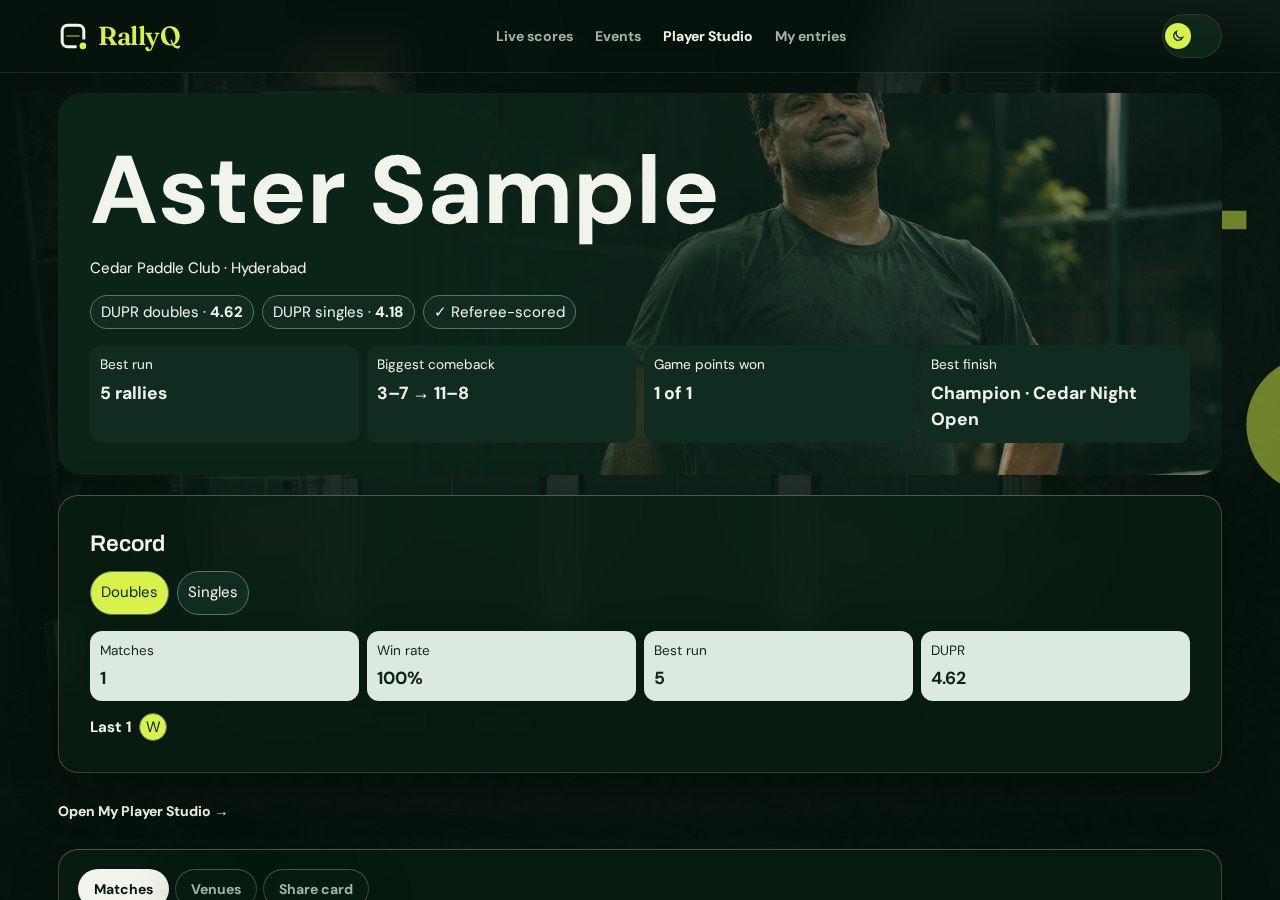 RallyQ
Live scores
Events
Player Studio
My entries
Aster Sample
Cedar Paddle Club · Hyderabad
DUPR doubles · 4.62
DUPR singles · 4.18
✓ Referee-scored
Best run
5 rallies
Biggest comeback
3–7 → 11–8
Game points won
1 of 1
Best finish
Champion · Cedar Night
Open
Record
Doubles
Singles
Matches
1
Win rate
100%
Best run
5
DUPR
4.62
Last 1
W
Open My Player Studio →
Matches
Venues
Share card